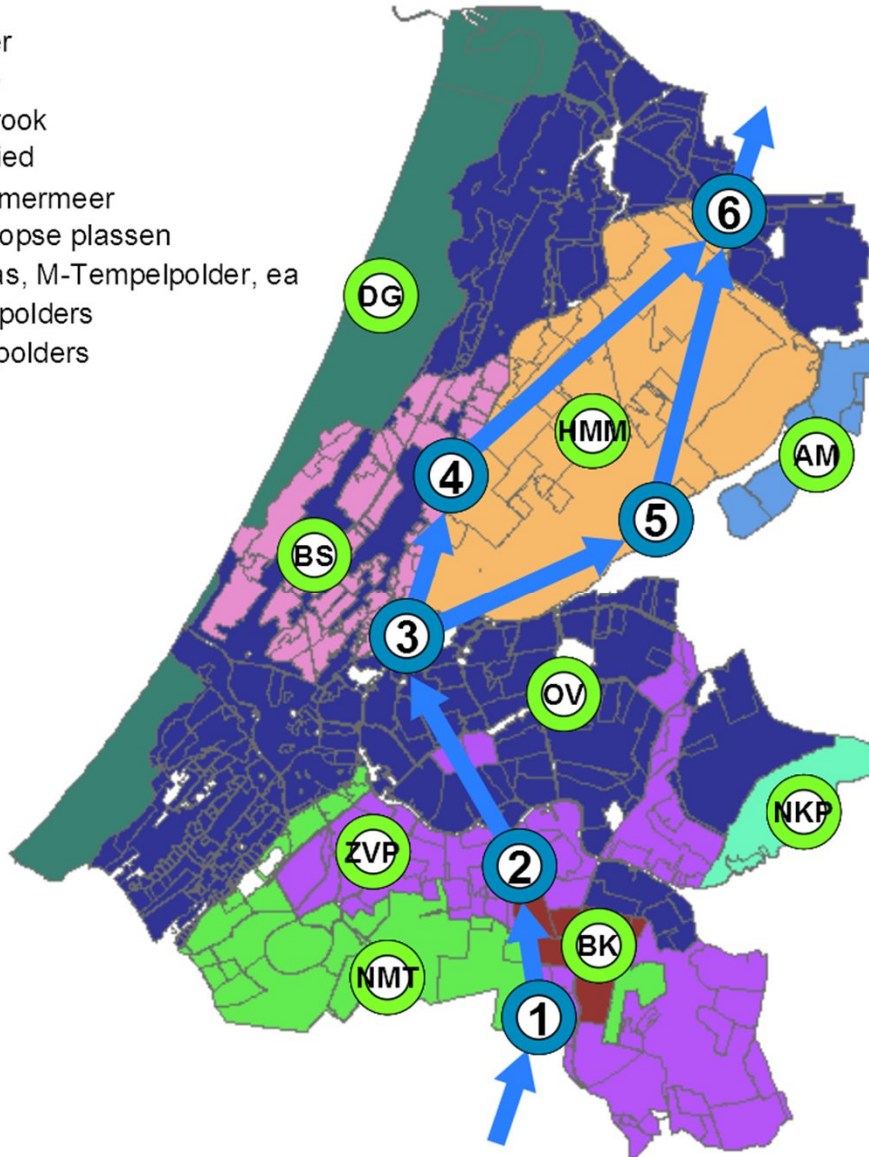 er
rook
ied
mermeer
opse plassen
as, M-Tempelpolder, ea
polders
polders
6
DG
HMM
4
AM
5
BS
3
OV
NKP
ZVP
2
BK
NMT
1